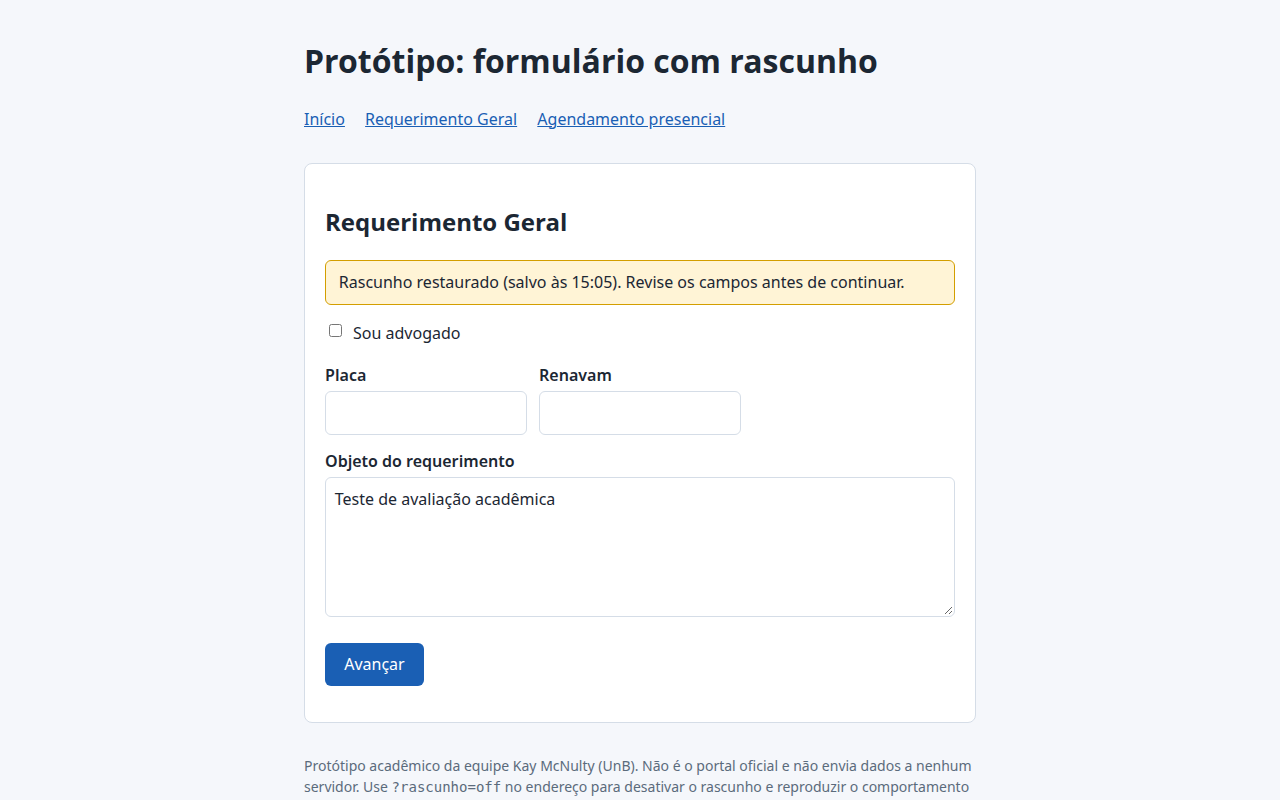 Protótipo: formulário com rascunho
Início Requerimento Geral Agendamento presencial
Requerimento Geral
Rascunho restaurado (salvo às 15:05). Revise os campos antes de continuar.
Sou advogado
Placa Renavam
Objeto do requerimento
Teste de avaliação acadêmica
Avançar
Protótipo acadêmico da equipe Kay McNulty (UnB). Não é o portal oficial e não envia dados a nenhum
servidor. Use ?rascunho=off no endereço para desativar o rascunho e reproduzir o comportamento